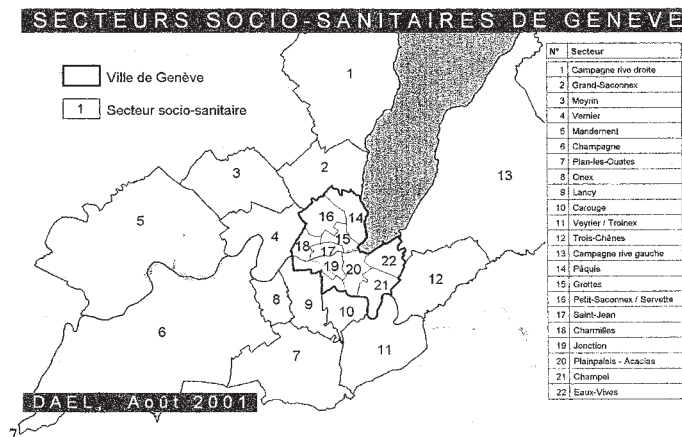 SECTEURS SOCIO-SANITAIRES DE GENEVE
Ville de Genève
1 Secteur socio-sanitaire
1
2
3
4
5
6
7
8
9
10
11
12
13
14
15
16
17
18
19
20
21
22
N° Secteur
1 Campagne rive droite
2 Grand-Saconnex
3 Meyrin
4 Vernier
5 Mandement
6 Champagne
7 Plan-les-Ouates
8 Onex
9 Lancy
10 Carouge
11 Veyrier / Troinex
12 Trois-Chênes
13 Campagne rive gauche
14 Pâquis
15 Grottes
16 Petit-Saconnex / Servette
17 Saint-Jean
18 Charmilles
19 Jonction
20 Plainpalais - Acacias
21 Champel
22 Eaux-Vives
DAEL, Août 2001